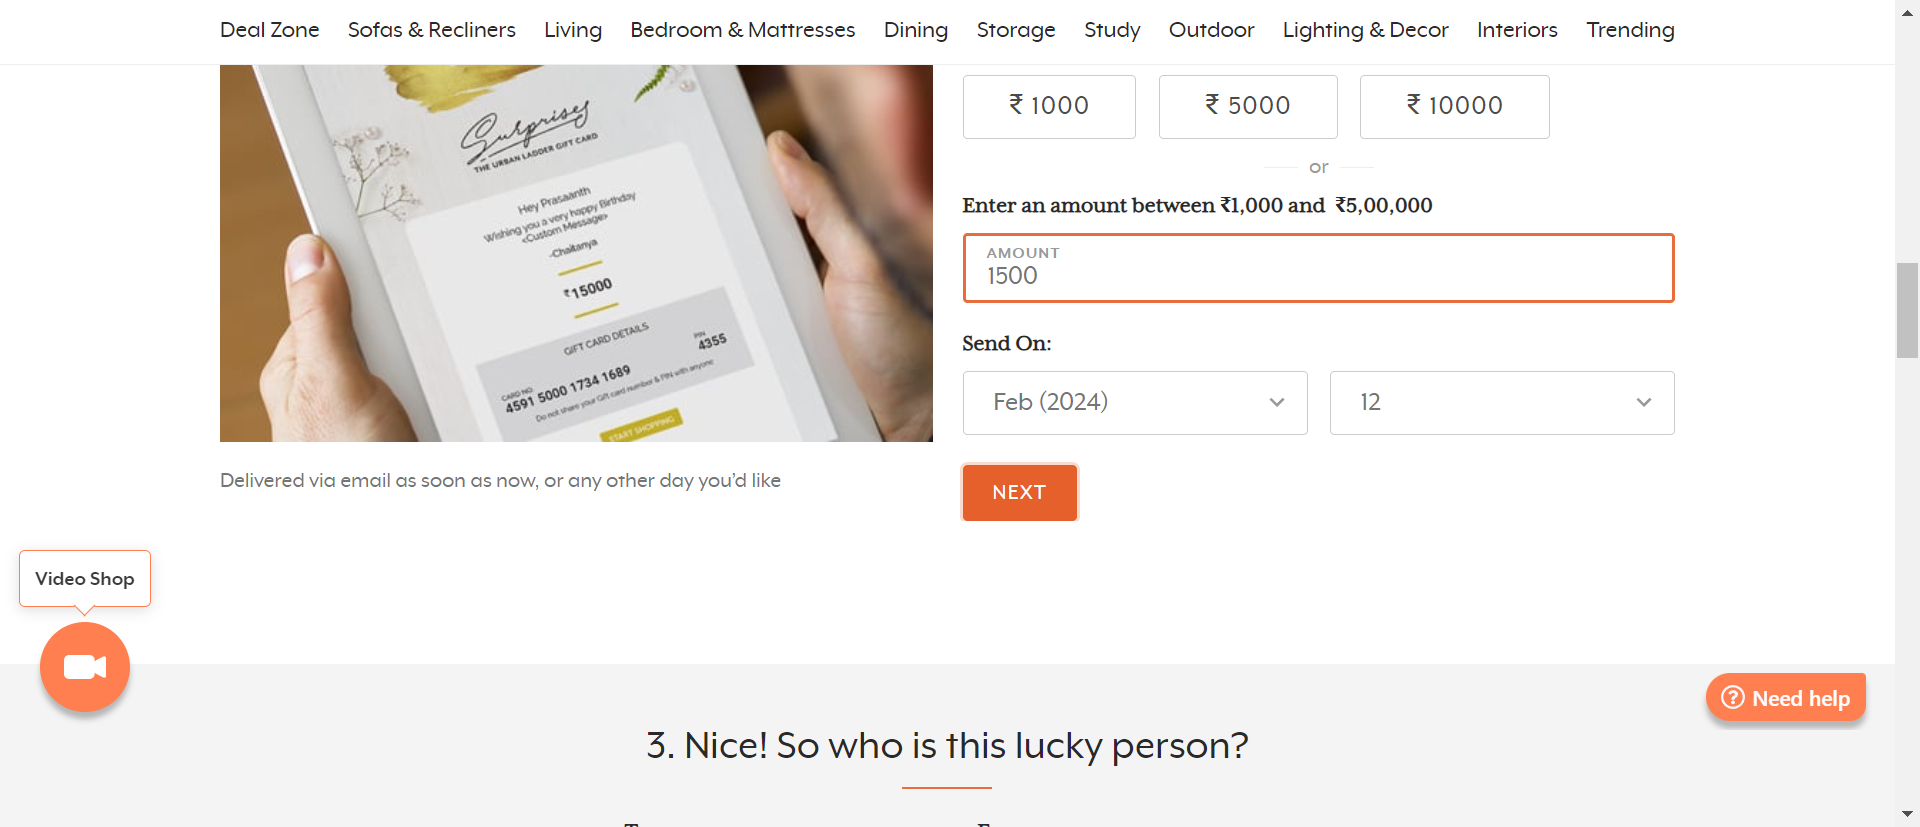 Deal Zone Sofas & Recliners Living Bedroom & Mattresses Dining Storage Study Outdoor Lighting & Decor Interiors Trending
Surprises
THE URBAN LADDER GIFT CARD
Hey Prasaanth
Wishing you a very happy Birthday
<Custom Message>
-Chaitanya
₹15000
GIFT CARD DETAILS
CARD NO.
4591 5000 1734 1689
PIN
4355
Do not share your Gift card number & PIN with anyone
START SHOPPING
Delivered via email as soon as now, or any other day you’d like
₹ 1000 ₹ 5000 ₹ 10000
or
Enter an amount between ₹1,000 and ₹5,00,000
AMOUNT
1500
Send On:
Feb (2024) 12
NEXT
Video Shop
Need help
3. Nice! So who is this lucky person?